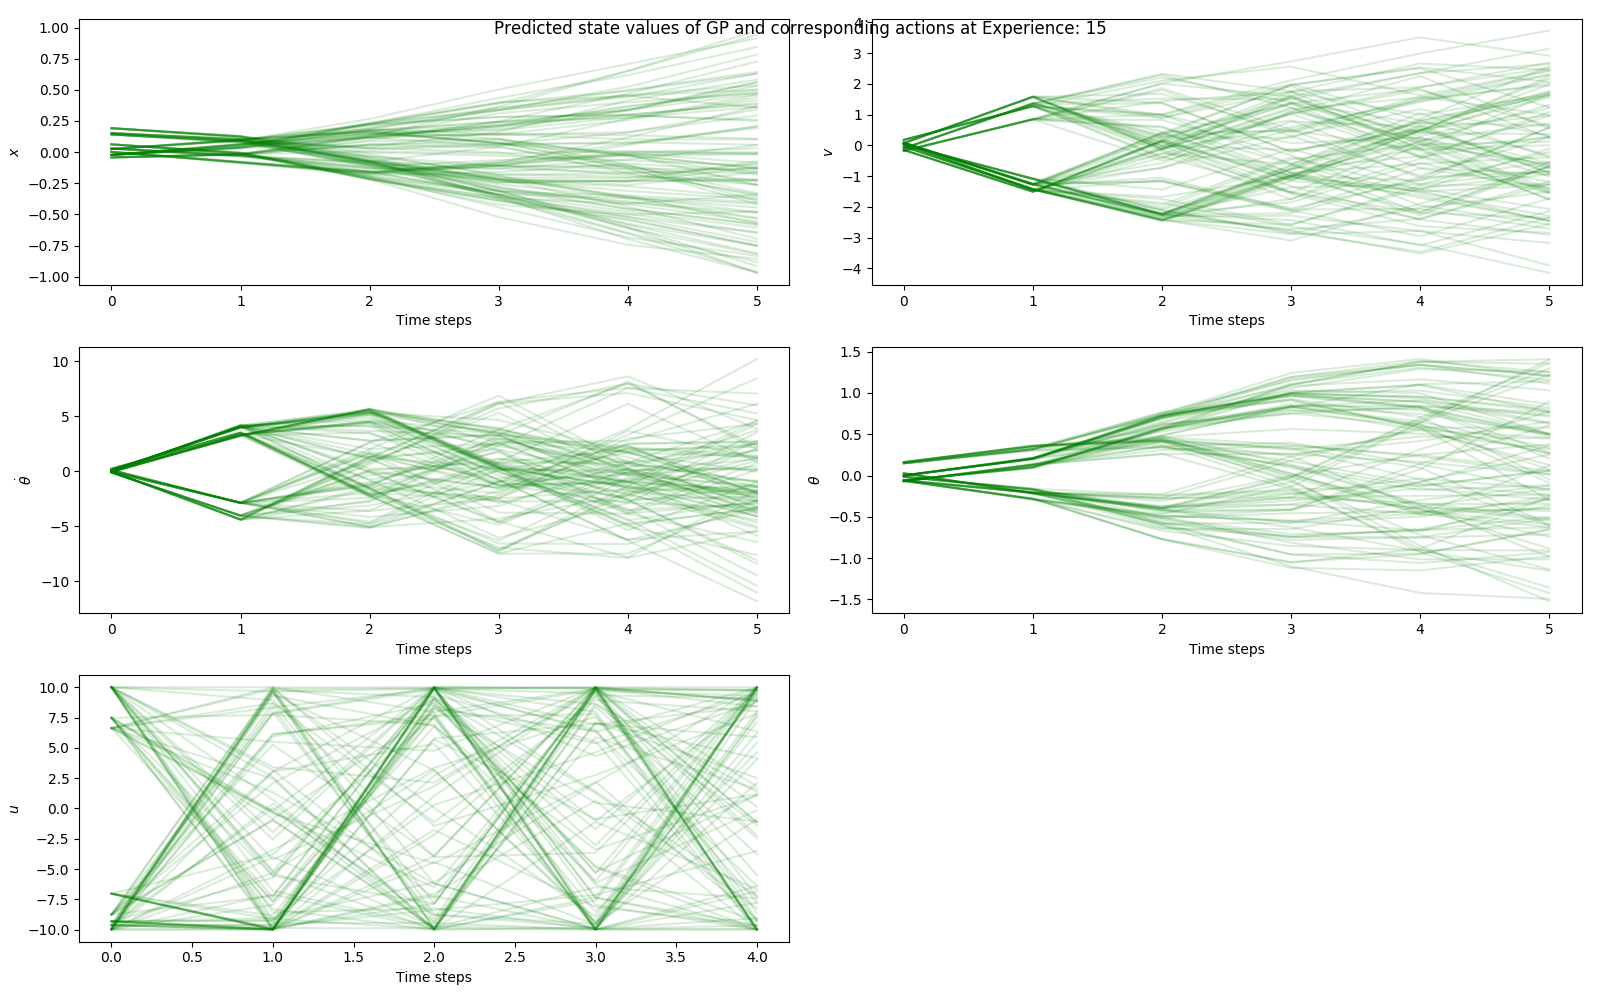 Predicted state values of GP and corresponding actions at Experience: 15
1.00
0.75
0.50
0.25
0.00
−0.25
−0.50
−0.75
−1.00
x
0 1 2 3 4 5
Time steps
4
3
2
1
0
−1
−2
−3
−4
v
0 1 2 3 4 5
Time steps
10
5
0
−5
−10
θ̇
0 1 2 3 4 5
Time steps
1.5
1.0
0.5
0.0
−0.5
−1.0
−1.5
θ
0 1 2 3 4 5
Time steps
10.0
7.5
5.0
2.5
0.0
−2.5
−5.0
−7.5
−10.0
u
0.0 0.5 1.0 1.5 2.0 2.5 3.0 3.5 4.0
Time steps